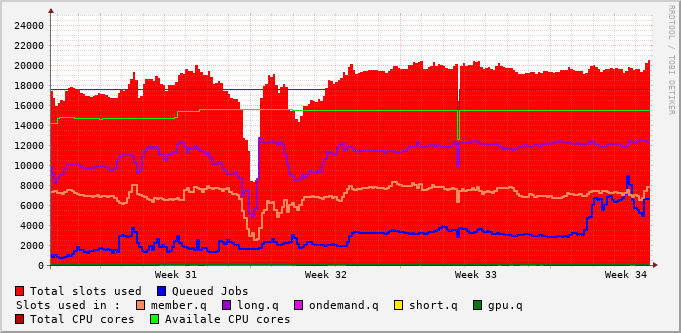 RRDTOOL / TOBI OETIKER
24000
22000
20000
18000
16000
14000
12000
10000
8000
6000
4000
2000
0
Week 31 Week 32 Week 33 Week 34
Total slots used Queued Jobs
Slots used in : member.q long.q ondemand.q short.q gpu.q
Total CPU cores Availale CPU cores